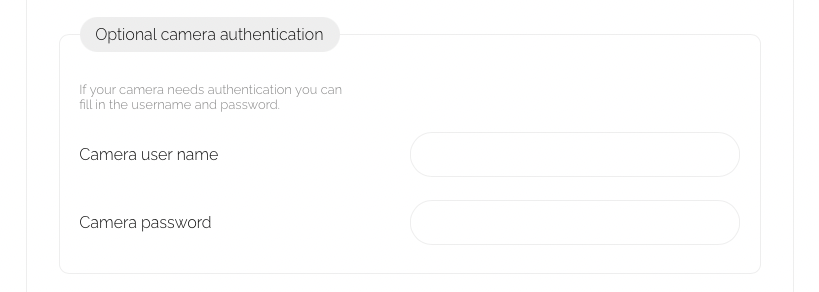 Optional camera authentication
If your camera needs authentication you can
fill in the username and password.
Camera user name
Camera password